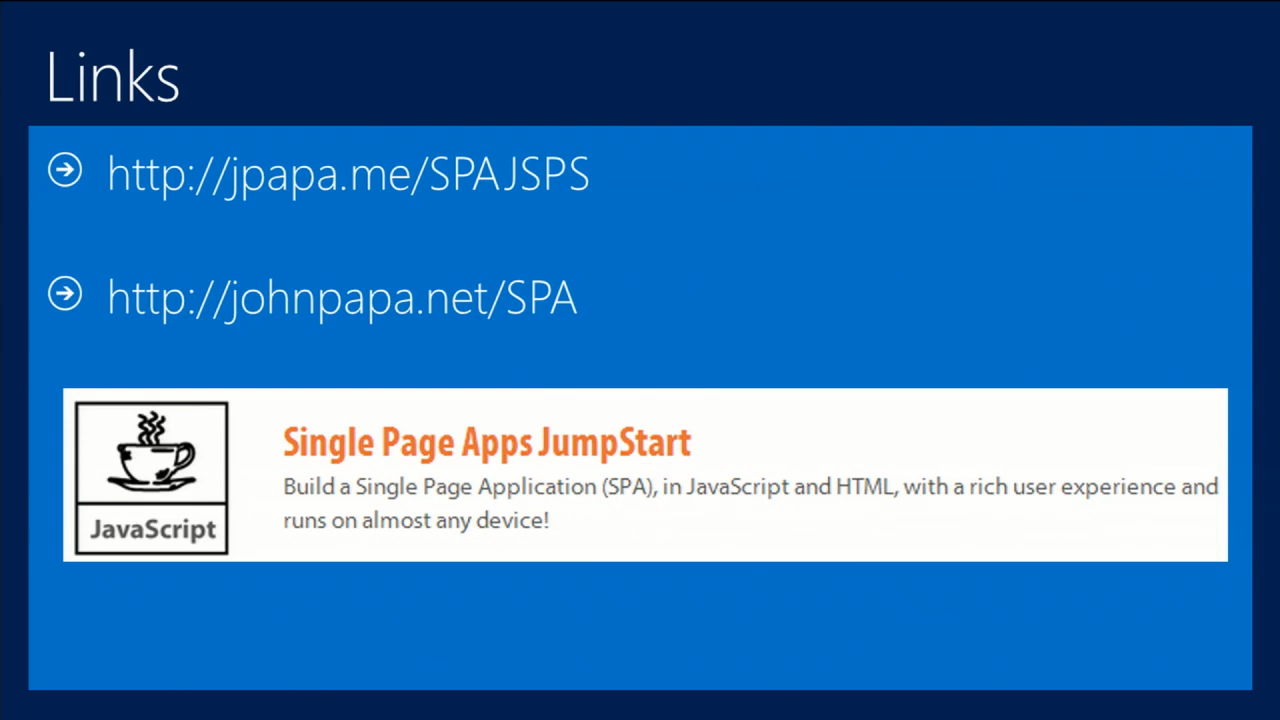 Links
http://jpapa.me/SPAJSPS
http://johnpapa.net/SPA
Single Page Apps JumpStart
Build a Single Page Application (SPA), in JavaScript and HTML, with a rich user experience and
runs on almost any device!
JavaScript